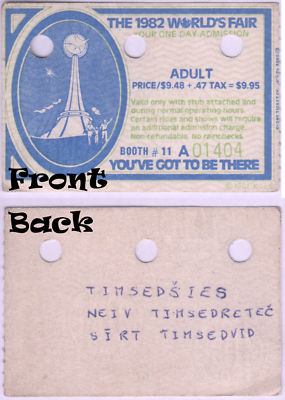 THE 1982 WORLD'S FAIR
YOUR ONE DAY ADMISSION
ADULT
PRICE/$9.48 + .47 TAX = $9.95
Valid only with stub attached and
during normal operating hours.
Certain rides and shows will require
an additional admission charge.
Non-refundable. No rainchecks.
BOOTH # 11 A 01404
YOU'VE GOT TO BE THERE
Front
Back
TIMSEDŠIES
NEIV TIMSEDRETEČ
SÌRT TIMSEDVID